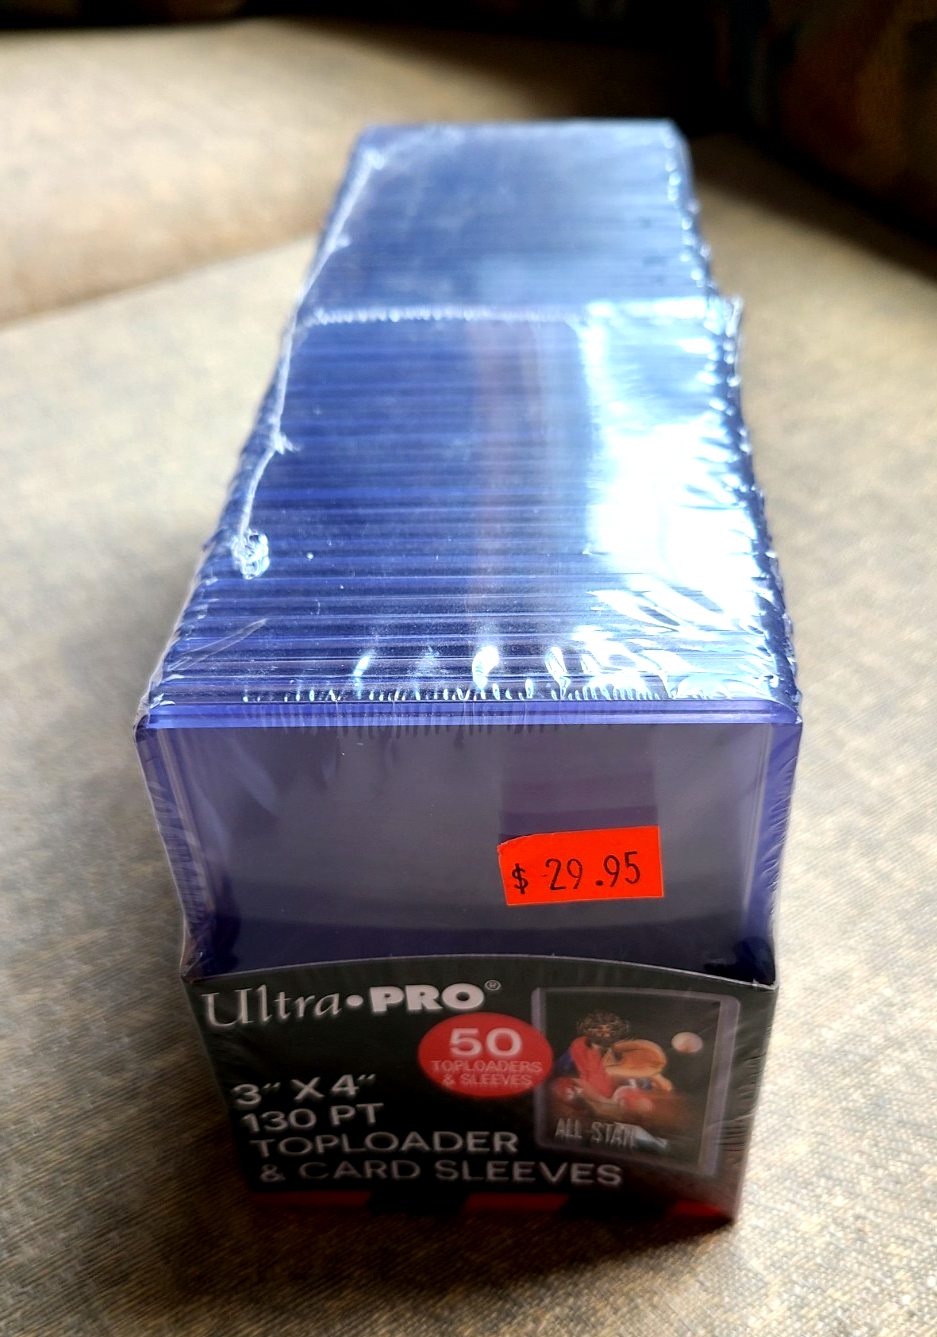 $ 29.95
Ultra•PRO®
50
TOPLOADERS
& SLEEVES
3" X 4"
130 PT
TOPLOADER
& CARD SLEEVES
ALL STAR